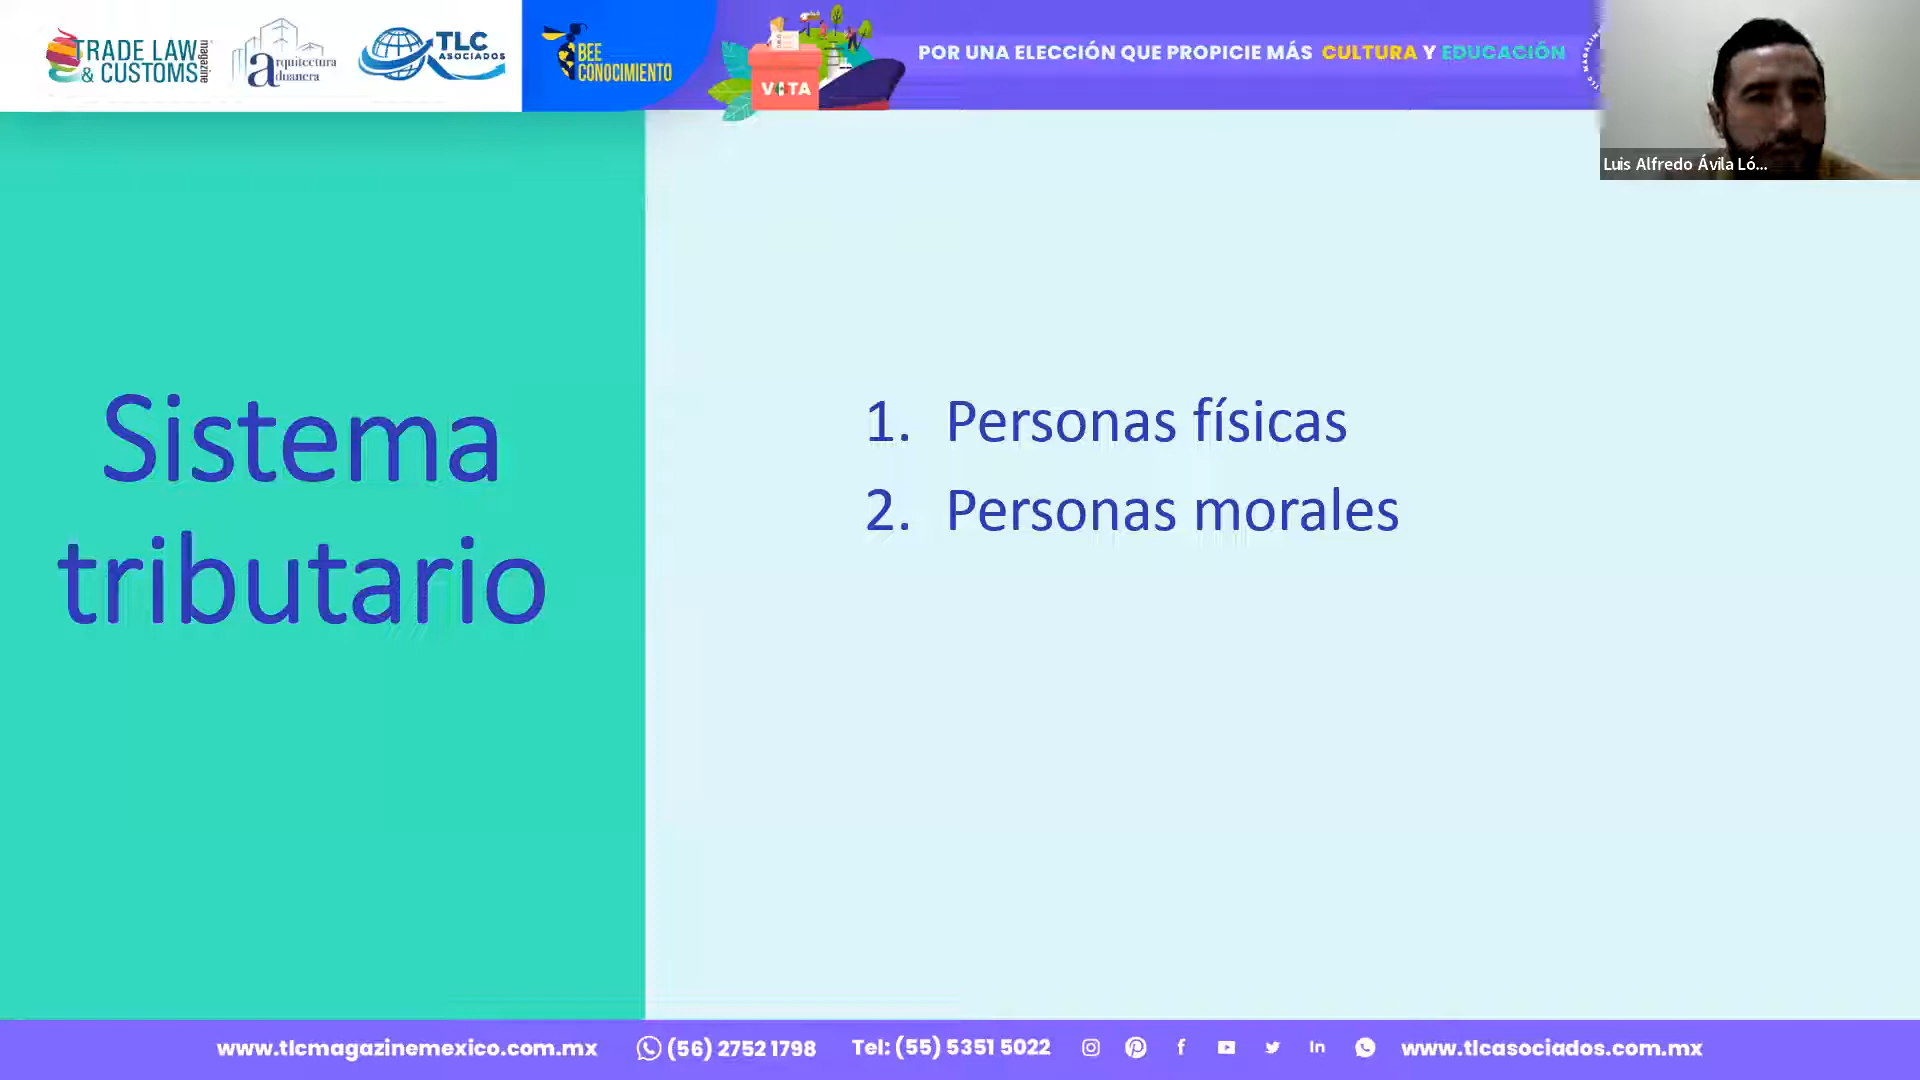 TRADE LAW
& CUSTOMS
magazine
arquitectura
aduanera
TLC
ASOCIADOS
BEE
CONOCIMIENTO
VOTA
POR UNA ELECCIÓN QUE PROPICIE MÁS CULTURA Y EDUCACIÓN
Luis Alfredo Ávila Ló...
Sistema
tributario
1. Personas físicas
2. Personas morales
www.tlcmagazinemexico.com.mx
(56) 2752 1798
Tel: (55) 5351 5022
www.tlcasociados.com.mx